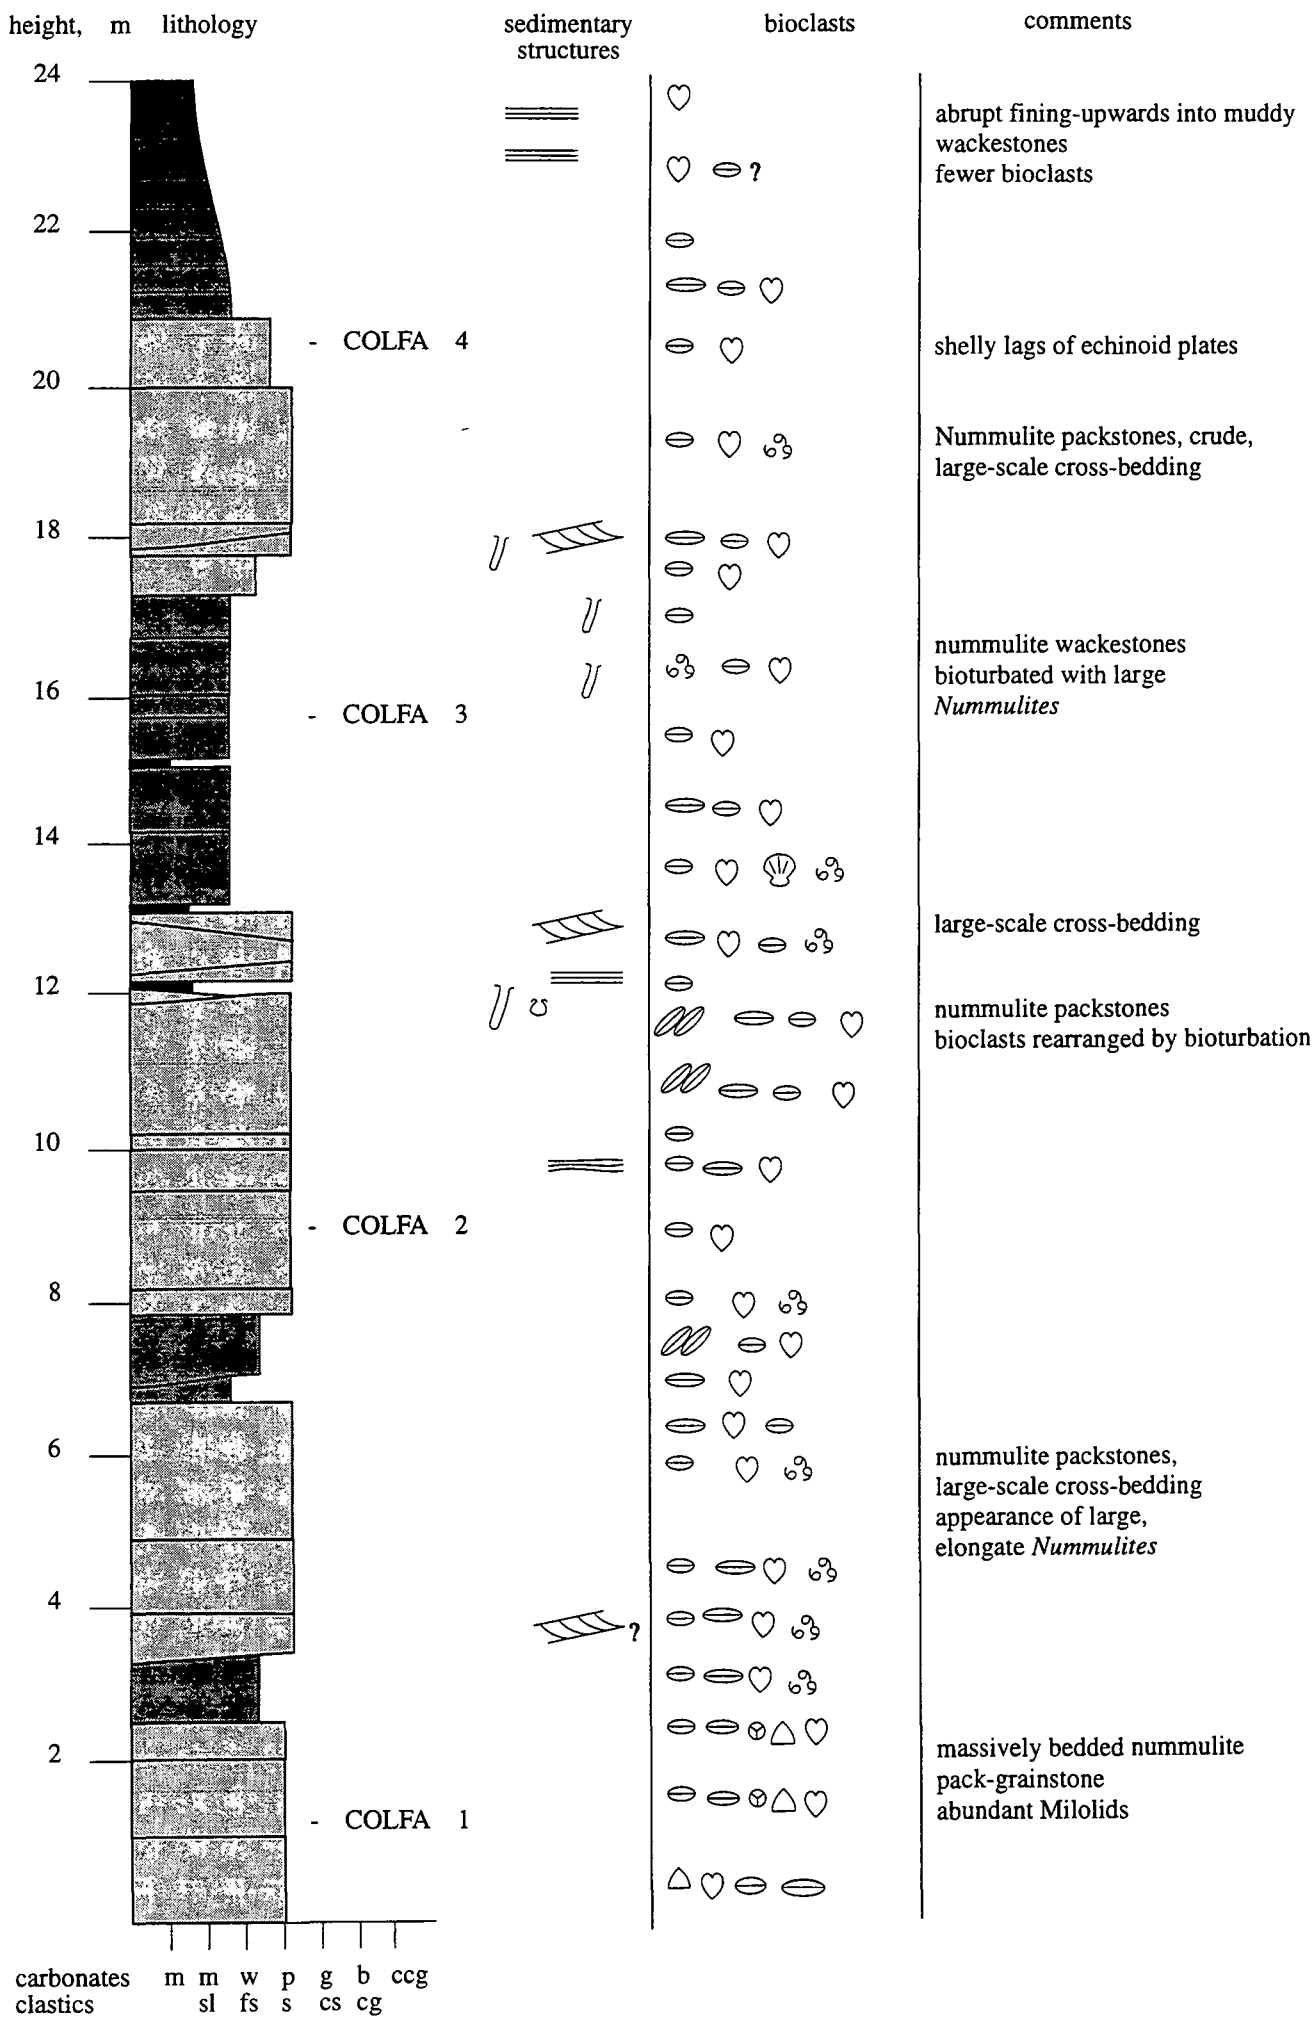 height, m lithology sedimentary structures bioclasts comments
24
abrupt fining-upwards into muddy
wackestones
? fewer bioclasts
22
- COLFA 4 shelly lags of echinoid plates
20
Nummulite packstones, crude,
large-scale cross-bedding
18
nummulite wackestones
bioturbated with large
16
Nummulites
- COLFA 3
14
large-scale cross-bedding
12
nummulite packstones
bioclasts rearranged by bioturbation
10
- COLFA 2
8
6
nummulite packstones,
large-scale cross-bedding
appearance of large,
elongate Nummulites
4
?
2
massively bedded nummulite
pack-grainstone
- COLFA 1
abundant Milolids
carbonates m m w p g b ccg
clastics sl fs s cs cg